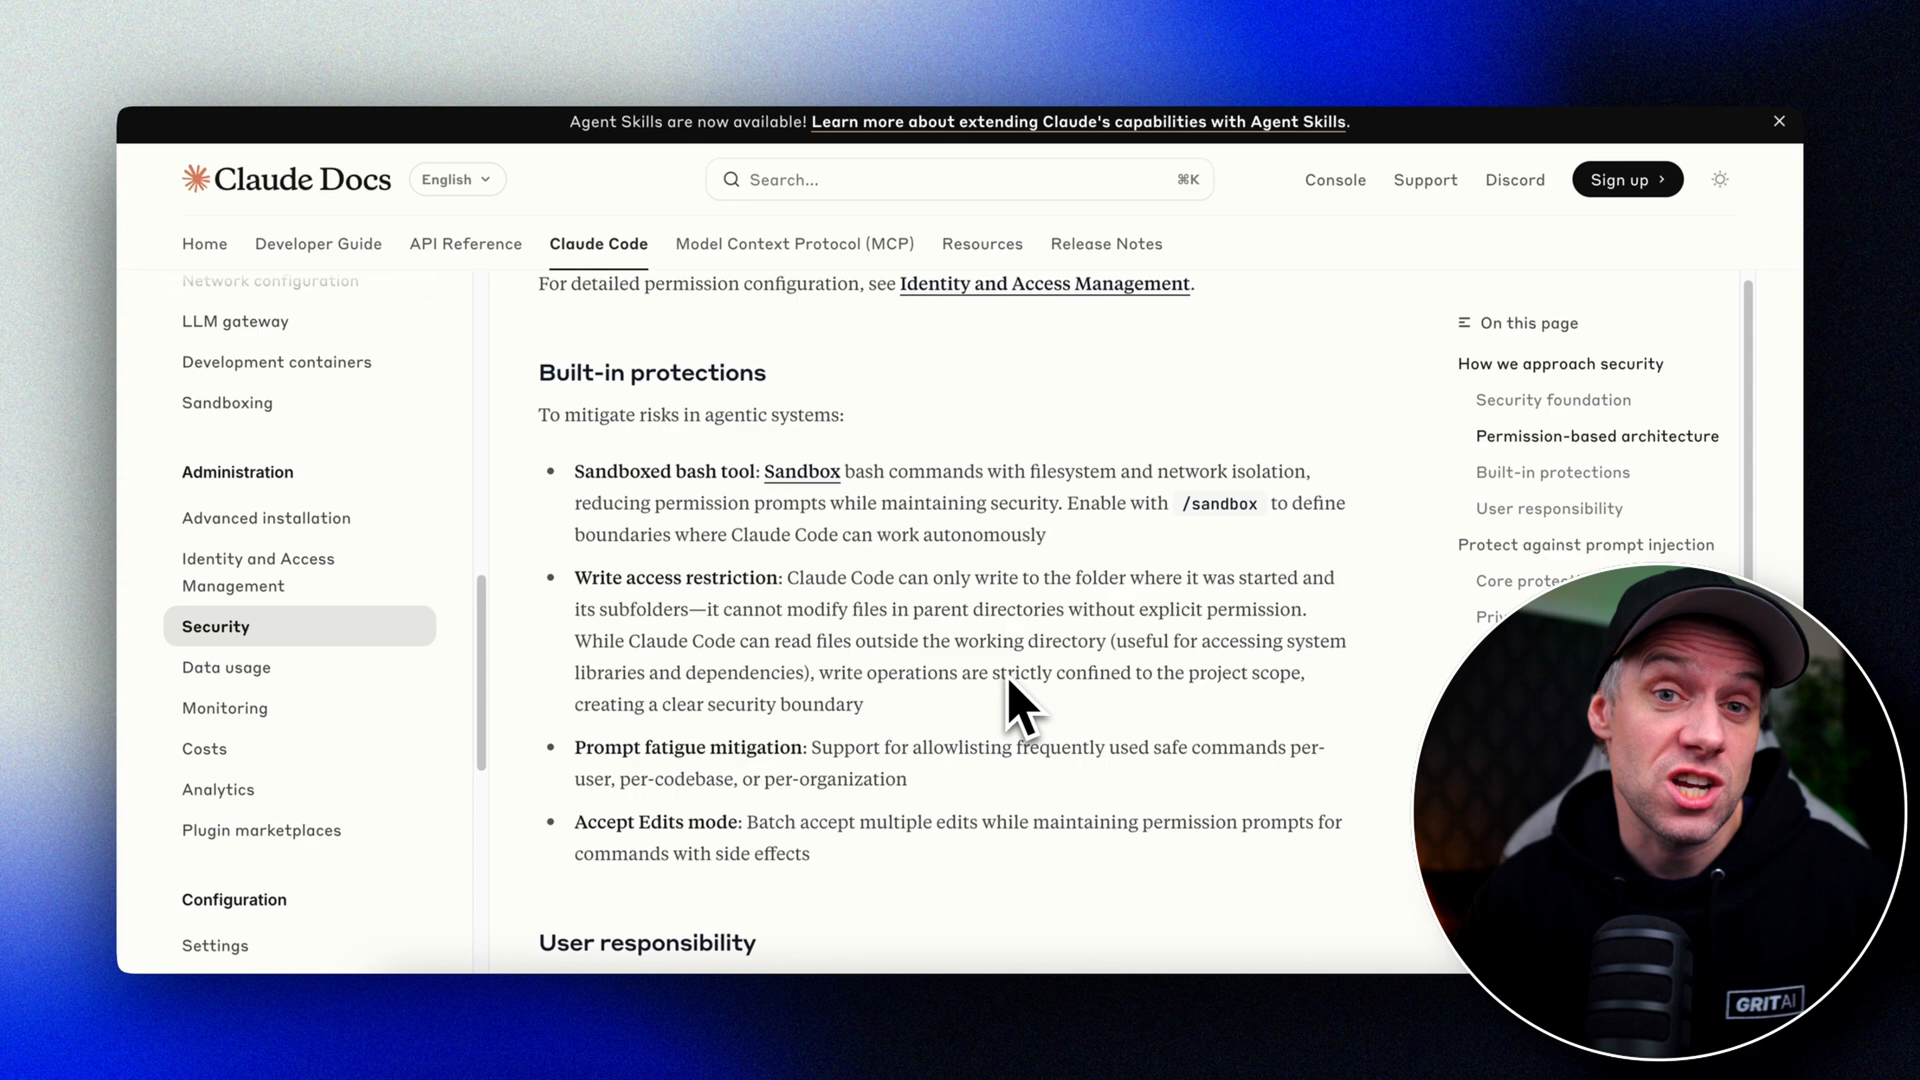 Agent Skills are now available! Learn more about extending Claude's capabilities with Agent Skills.
Claude Docs
English
Search...
⌘K
Console
Support
Discord
Sign up
Home
Developer Guide
API Reference
Claude Code
Model Context Protocol (MCP)
Resources
Release Notes
Network configuration
LLM gateway
Development containers
Sandboxing
Administration
Advanced installation
Identity and Access
Management
Security
Data usage
Monitoring
Costs
Analytics
Plugin marketplaces
Configuration
Settings
For detailed permission configuration, see Identity and Access Management.
Built-in protections
To mitigate risks in agentic systems:
• Sandboxed bash tool: Sandbox bash commands with filesystem and network isolation,
reducing permission prompts while maintaining security. Enable with /sandbox to define
boundaries where Claude Code can work autonomously
• Write access restriction: Claude Code can only write to the folder where it was started and
its subfolders—it cannot modify files in parent directories without explicit permission.
While Claude Code can read files outside the working directory (useful for accessing system
libraries and dependencies), write operations are strictly confined to the project scope,
creating a clear security boundary
• Prompt fatigue mitigation: Support for allowlisting frequently used safe commands per-
user, per-codebase, or per-organization
• Accept Edits mode: Batch accept multiple edits while maintaining permission prompts for
commands with side effects
User responsibility
On this page
How we approach security
Security foundation
Permission-based architecture
Built-in protections
User responsibility
Protect against prompt injection
Core
GRITAI